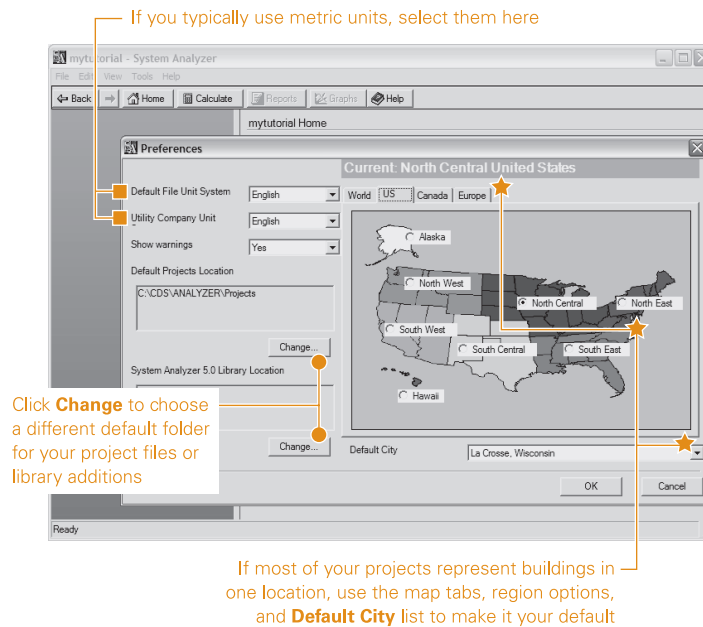 If you typically use metric units, select them here
mytutorial - System Analyzer
File Edit View Tools Help
Back Home Calculate Reports Graphs Help
mytutorial Home
Preferences
Current: North Central United States
Default File Unit System English
World US Canada Europe
Utility Company Unit English
Show warnings Yes
Default Projects Location
C:\CDS\ANALYZER\Projects
Change...
System Analyzer 5.0 Library Location
Change...
Alaska
North West
North Central
North East
South West
South Central
South East
Hawaii
Default City La Crosse, Wisconsin
OK Cancel
Ready
Click Change to choose
a different default folder
for your project files or
library additions
If most of your projects represent buildings in
one location, use the map tabs, region options,
and Default City list to make it your default